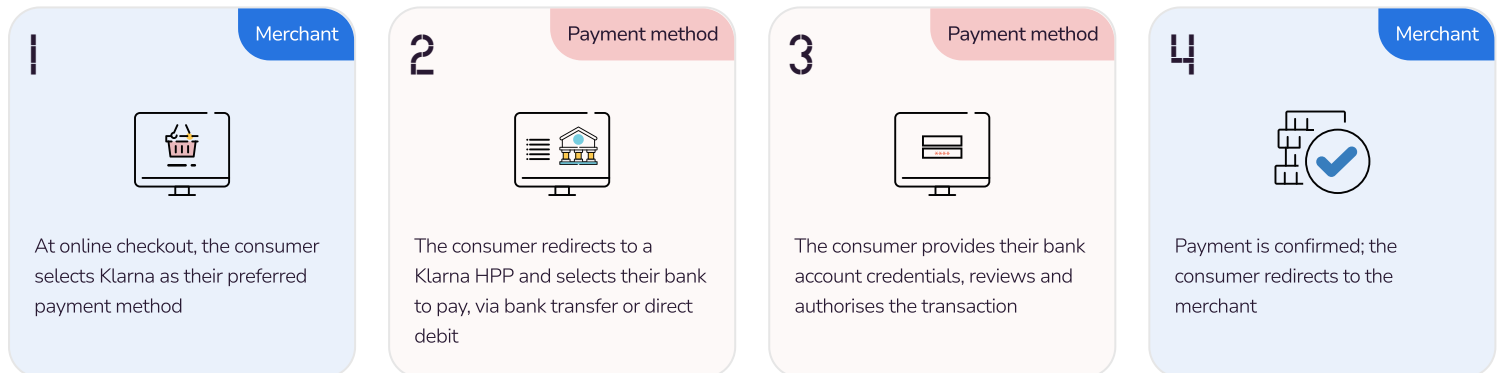 1
Merchant
At online checkout, the consumer
selects Klarna as their preferred
payment method
2
Payment method
The consumer redirects to a
Klarna HPP and selects their bank
to pay, via bank transfer or direct
debit
3
Payment method
****
The consumer provides their bank
account credentials, reviews and
authorises the transaction
4
Merchant
Payment is confirmed; the
consumer redirects to the
merchant